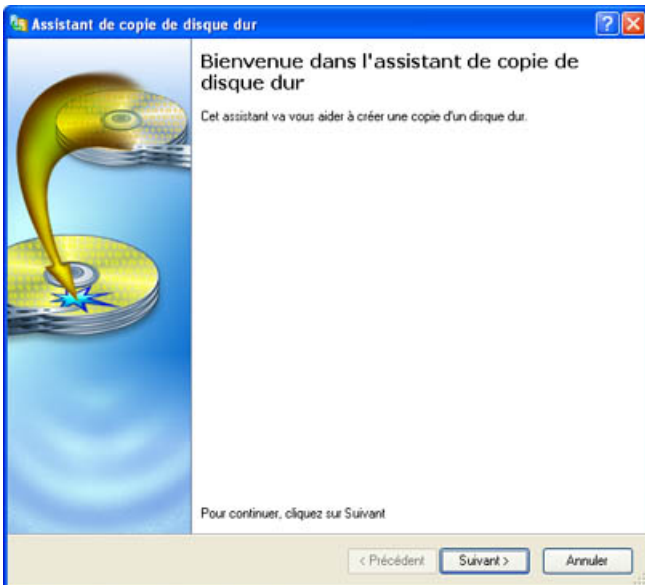 Assistant de copie de disque dur
Bienvenue dans l'assistant de copie de
disque dur
Cet assistant va vous aider à créer une copie d'un disque dur.
Pour continuer, cliquez sur Suivant
< Précédent Suivant > Annuler